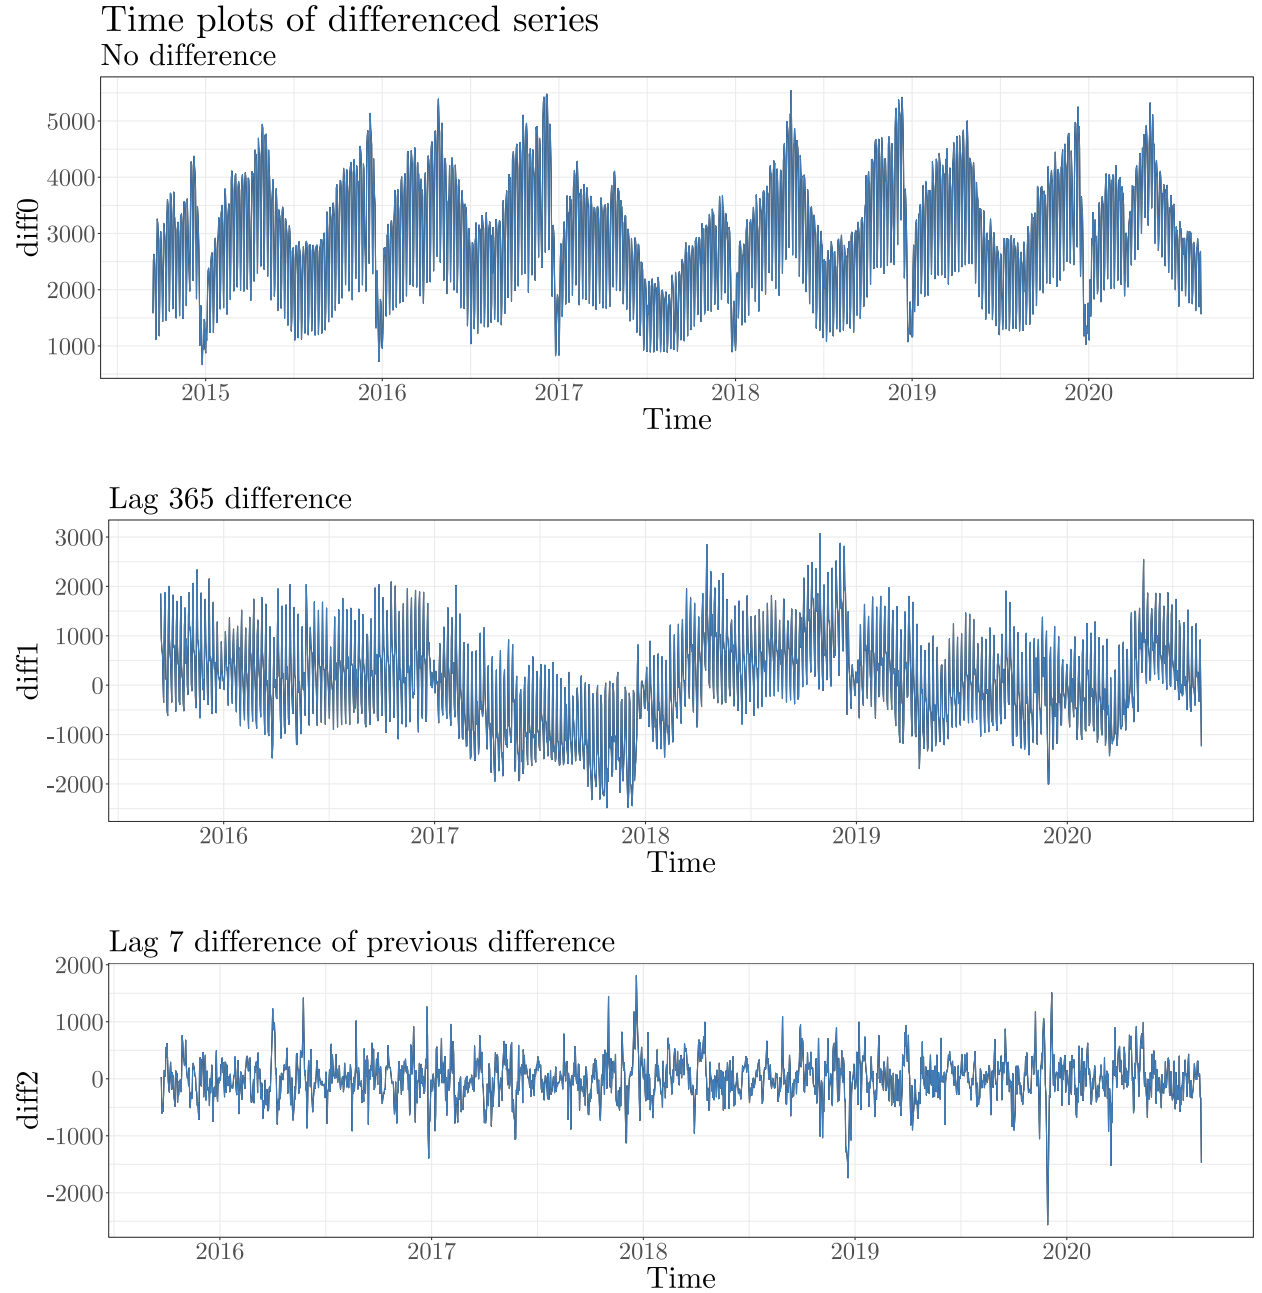 Time plots of differenced series
No difference
diff0
5000
4000
3000
2000
1000
2015 2016 2017 2018 2019 2020
Time
Lag 365 difference
diff1
3000
2000
1000
0
-1000
-2000
2016 2017 2018 2019 2020
Time
Lag 7 difference of previous difference
diff2
2000
1000
0
-1000
-2000
2016 2017 2018 2019 2020
Time